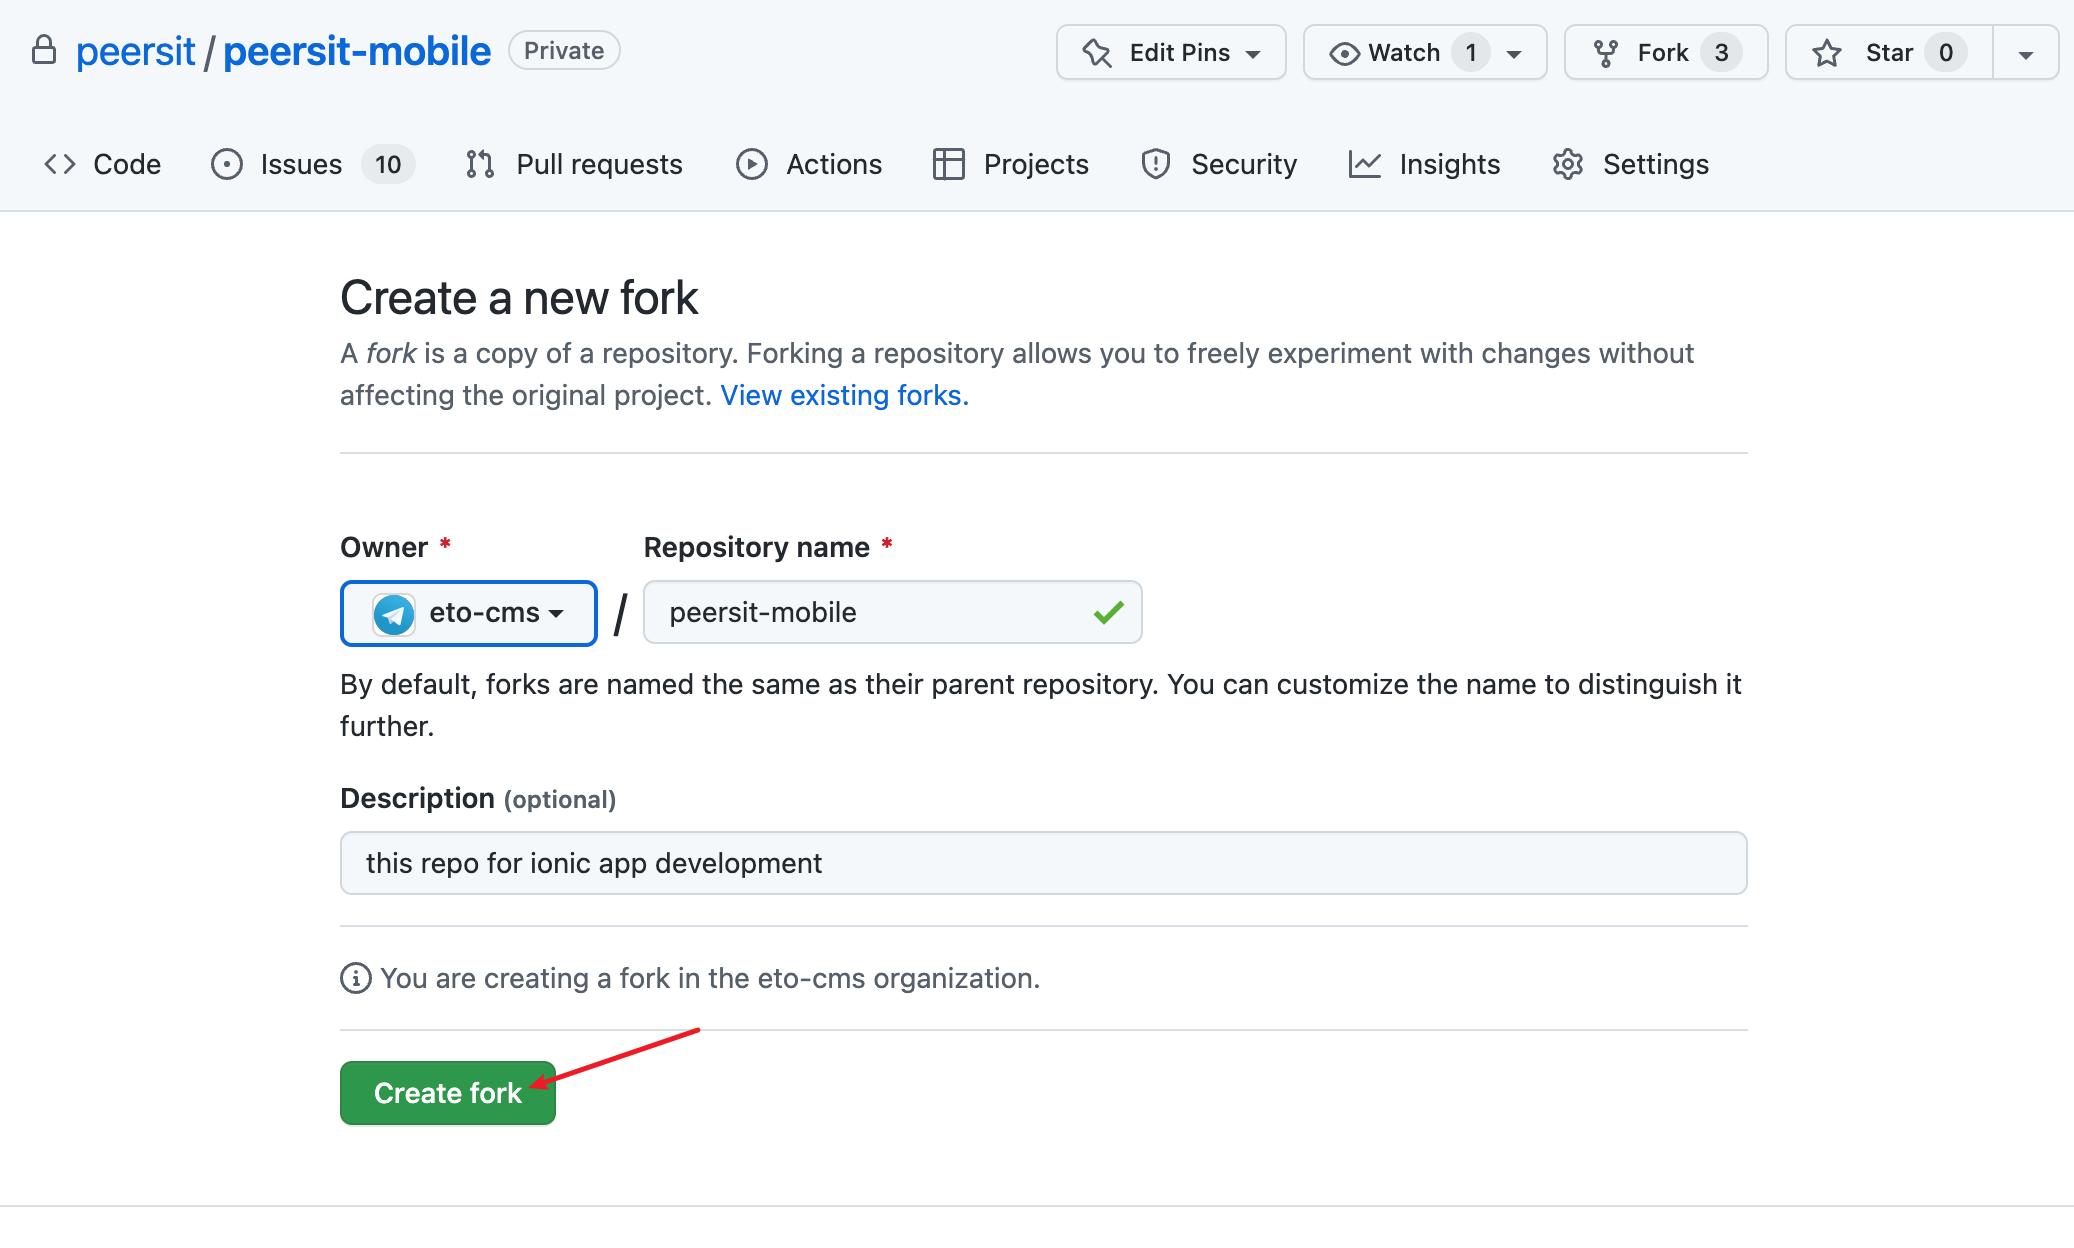 peersit / peersit-mobile Private Edit Pins Watch 1 Fork 3 Star 0
Code Issues 10 Pull requests Actions Projects Security Insights Settings
Create a new fork
A fork is a copy of a repository. Forking a repository allows you to freely experiment with changes without
affecting the original project. View existing forks.
Owner * Repository name *
eto-cms / peersit-mobile
By default, forks are named the same as their parent repository. You can customize the name to distinguish it
further.
Description (optional)
this repo for ionic app development
You are creating a fork in the eto-cms organization.
Create fork